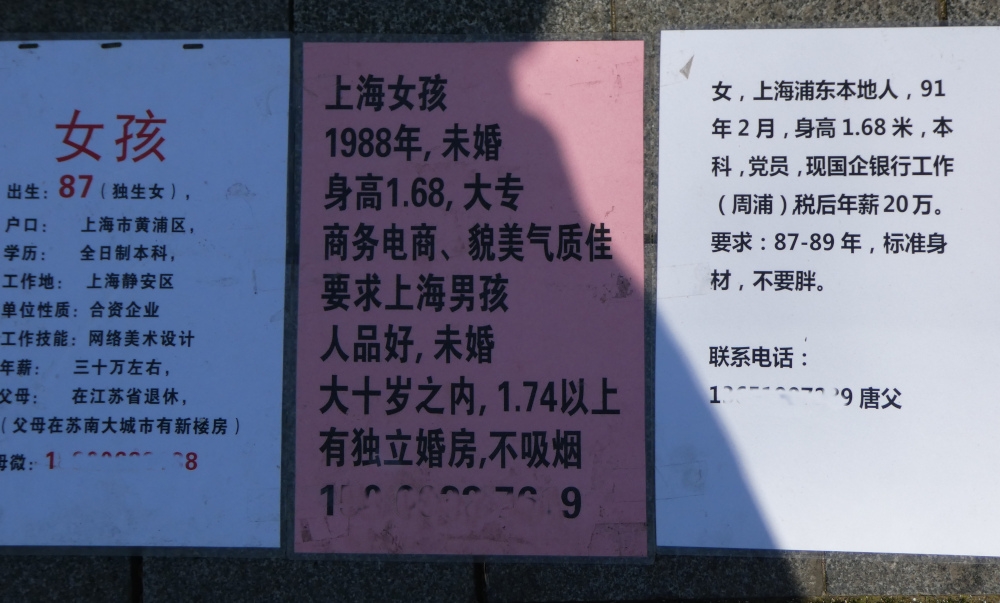 女孩
出生：87（独生女），
户口： 上海市黄浦区，
学历： 全日制本科，
工作地： 上海静安区
单位性质：合资企业
工作技能：网络美术设计
年薪： 三十万左右，
父母： 在江苏省退休，
（父母在苏南大城市有新楼房）
母微：
上海女孩
1988年，未婚
身高1.68，大专
商务电商、貌美气质佳
要求上海男孩
人品好，未婚
大十岁之内，1.74以上
有独立婚房，不吸烟
女，上海浦东本地人，91
年2月，身高1.68米，本
科，党员，现国企银行工作
（周浦）税后年薪20万。
要求：87-89年，标准身
材，不要胖。
联系电话：
唐父